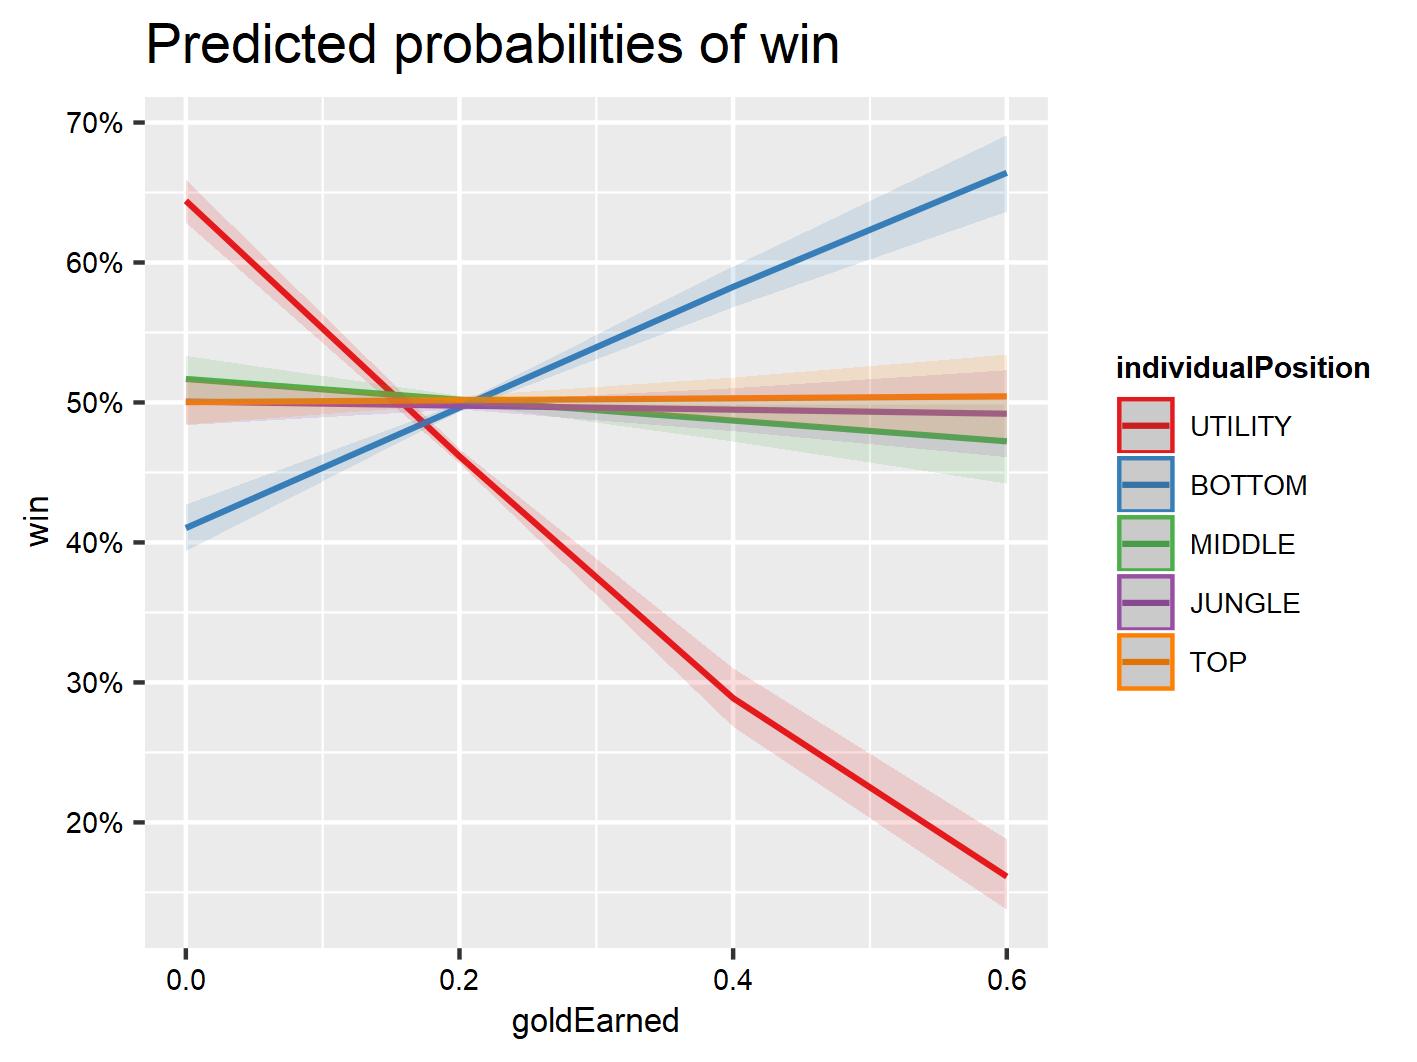 Predicted probabilities of win
70%
60%
50%
40%
30%
20%
win
0.0 0.2 0.4 0.6
goldEarned
individualPosition
UTILITY
BOTTOM
MIDDLE
JUNGLE
TOP